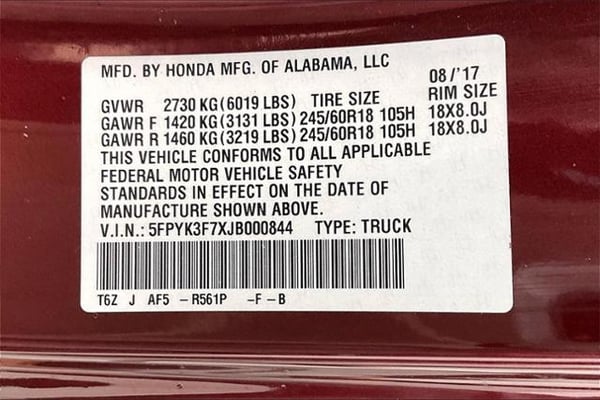 MFD. BY HONDA MFG. OF ALABAMA, LLC
08/'17
GVWR 2730 KG(6019 LBS) TIRE SIZE RIM SIZE
GAWR F 1420 KG(3131 LBS)245/60R18 105H 18X8.0J
GAWR R 1460 KG(3219 LBS)245/60R18 105H 18X8.0J
THIS VEHICLE CONFORMS TO ALL APPLICABLE
FEDERAL MOTOR VEHICLE SAFETY
STANDARDS IN EFFECT ON THE DATE OF
MANUFACTURE SHOWN ABOVE.
V.I.N.: 5FPYK3F7XJB000844 TYPE: TRUCK
T6Z J AF5 -R561P -F-B